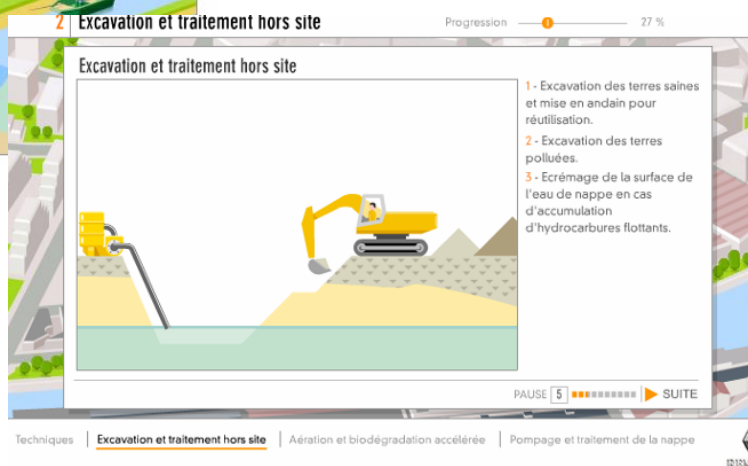 2 Excavation et traitement hors site
Progression 27 %
Excavation et traitement hors site
1 - Excavation des terres saines
et mise en andain pour
réutilisation.
2 - Excavation des terres
polluées.
3 - Ecrémage de la surface de
l'eau de nappe en cas
d'accumulation
d'hydrocarbures flottants.
PAUSE 5 SUITE
Techniques Excavation et traitement hors site Aération et biodégradation accélérée Pompage et traitement de la nappe